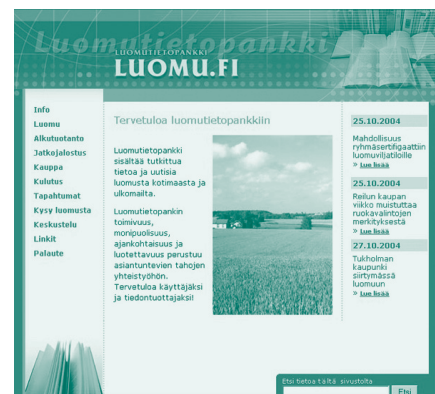 Luomutietopankki
LUOMUTIETOPANKKI
LUOMU.FI
Info
Luomu
Alkutuotanto
Jatkojalostus
Kauppa
Kulutus
Tapahtumat
Kysy luomusta
Keskustelu
Linkit
Palaute
Tervetuloa luomutietopankkiin
Luomutietopankki
sisältää tutkittua
tietoa ja uutisia
luomusta kotimaasta ja
ulkomailta.
Luomutietopankin
toimivuus,
monipuolisuus,
ajankohtaisuus ja
luotettavuus perustuu
asiantuntevien tahojen
yhteistyöhön.
Tervetuloa käyttäjäksi
ja tiedontuottajaksi!
25.10.2004
Mahdollisuus
ryhmäsertifigaattiin
luomuviljatiloille
» Lue lisää
25.10.2004
Reilun kaupan
viikko muistuttaa
ruokavalintojen
merkityksestä
» Lue lisää
27.10.2004
Tukholman
kaupunki
siirtymässä
luomuun
» Lue lisää
Etsi tietoa tältä sivustolta
Etsi